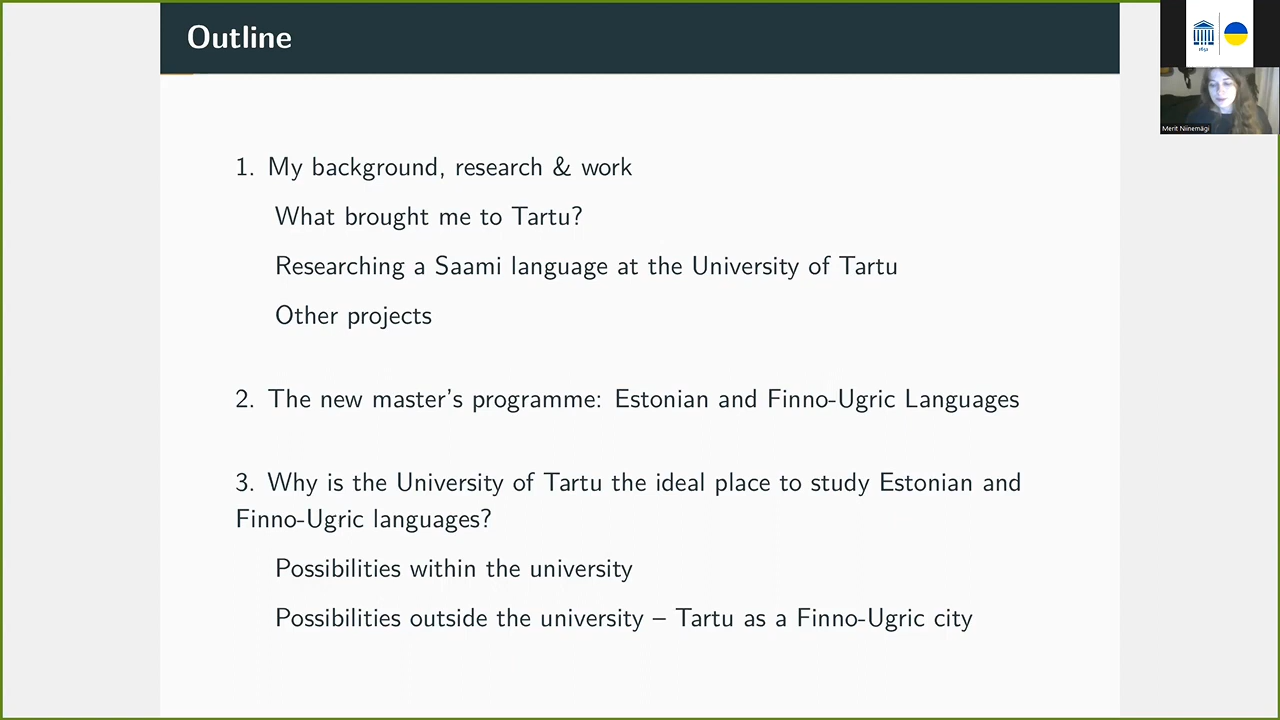 Outline
1632
Merit Niinemägi
1. My background, research & work
What brought me to Tartu?
Researching a Saami language at the University of Tartu
Other projects
2. The new master's programme: Estonian and Finno-Ugric Languages
3. Why is the University of Tartu the ideal place to study Estonian and
Finno-Ugric languages?
Possibilities within the university
Possibilities outside the university – Tartu as a Finno-Ugric city